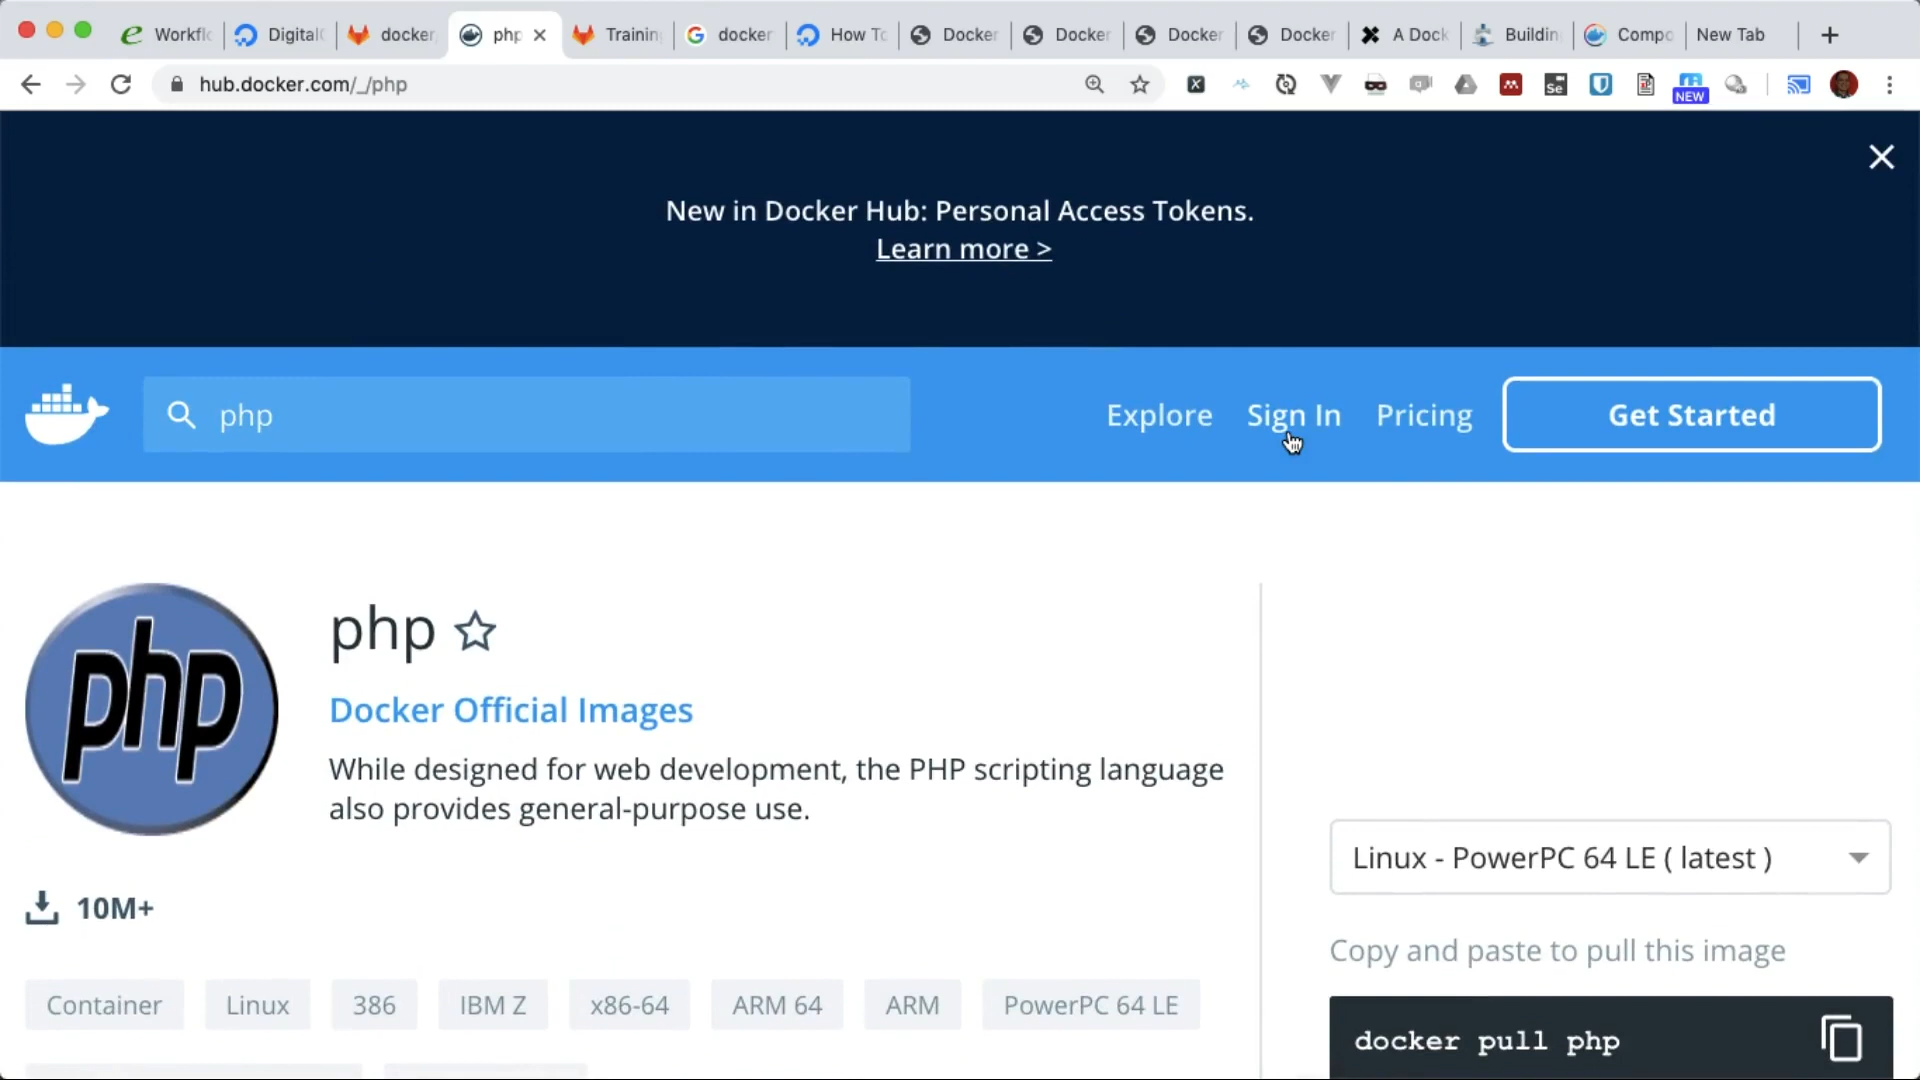 Workfl
Digital
docker
php
Training
docker
How To
Docker
Docker
Docker
Docker
A Dock
Building
Compo
New Tab
hub.docker.com/_/php
Se
NEW
New in Docker Hub: Personal Access Tokens.
Learn more >
php
Explore
Sign In
Pricing
Get Started
php
php
Docker Official Images
While designed for web development, the PHP scripting language
also provides general-purpose use.
Linux - PowerPC 64 LE ( latest )
10M+
Copy and paste to pull this image
Container
Linux
386
IBM Z
x86-64
ARM 64
ARM
PowerPC 64 LE
docker pull php